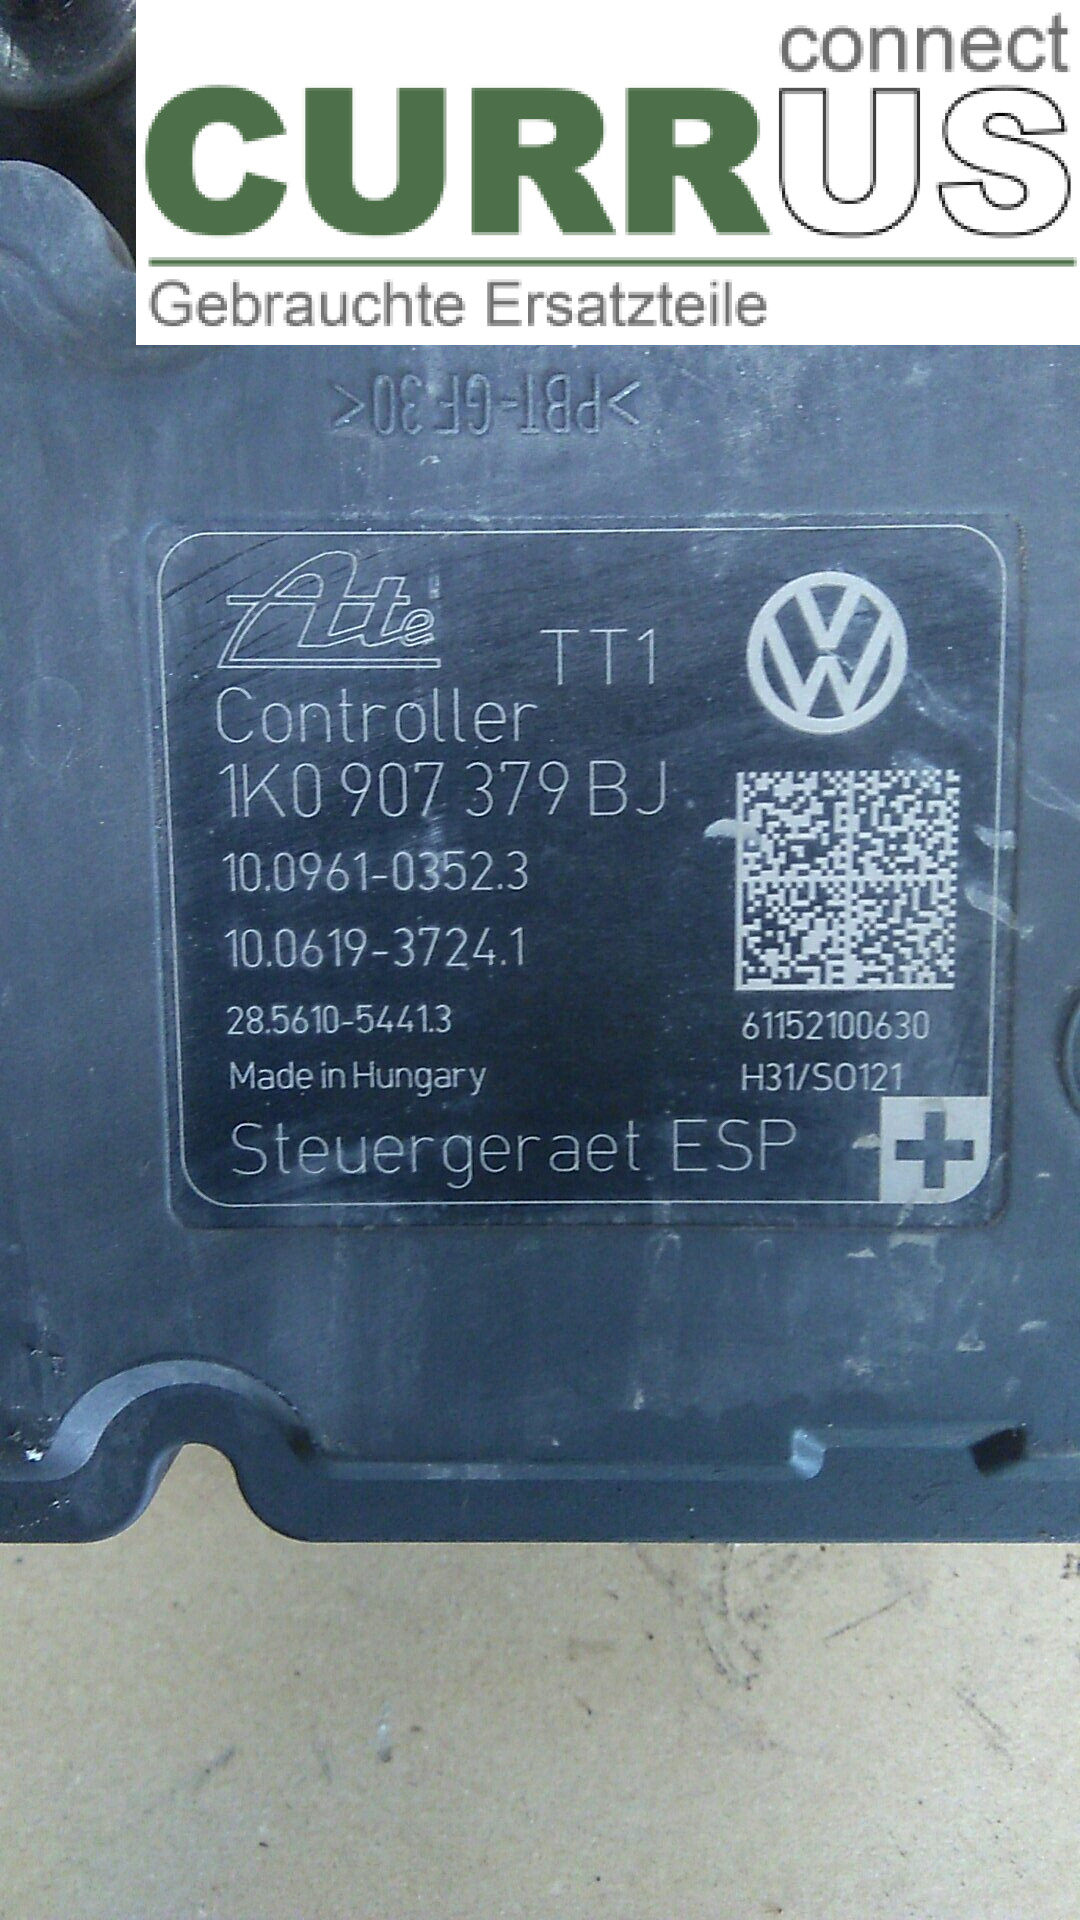 connect
CURRUS
Gebrauchte Ersatzteile
>PBT-GF30<
Ate
TT1
Controller
1K0 907 379 BJ
10.0961-0352.3
10.0619-3724.1
28.5610-5441.3
61152100630
Made in Hungary
H31/SO121
Steuergeraet ESP